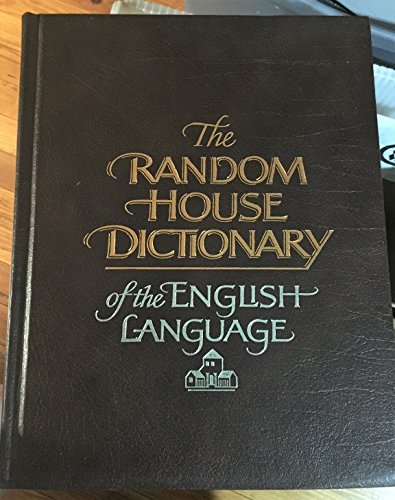 The
RANDOM
HOUSE
DICTIONARY
of the ENGLISH
LANGUAGE